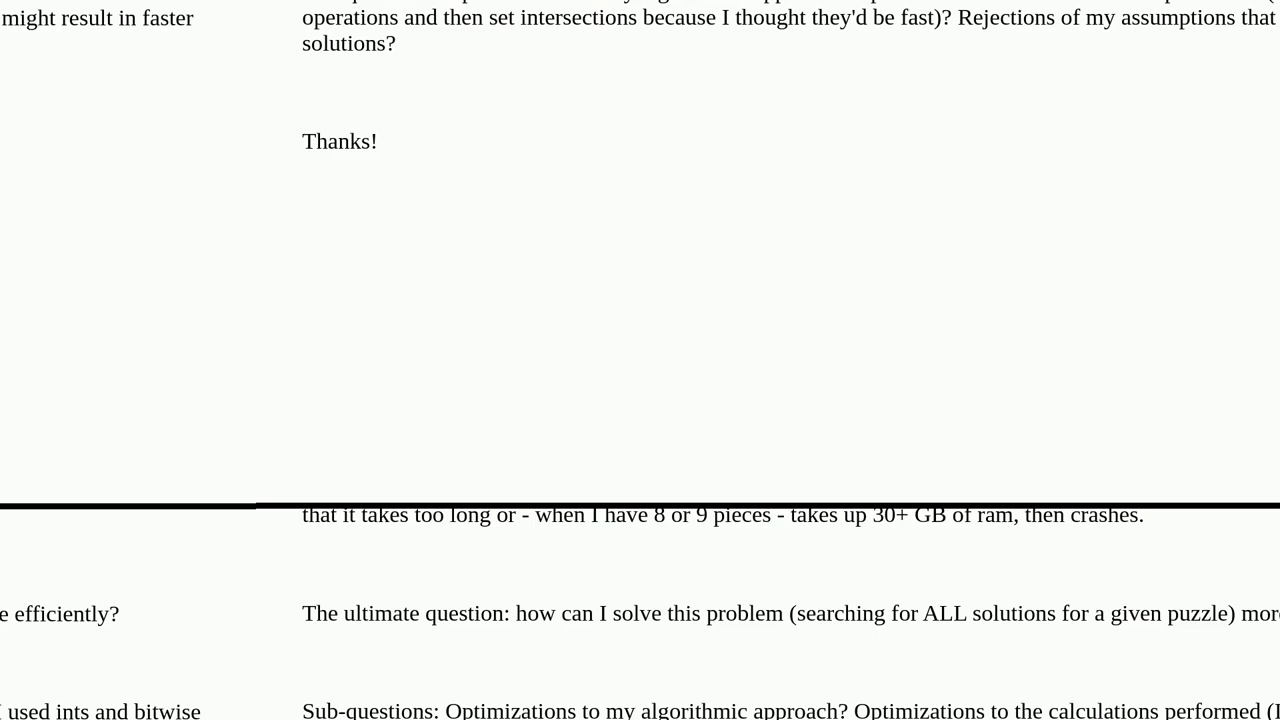 might result in faster
operations and then set intersections because I thought they'd be fast)? Rejections of my assumptions that
solutions?
Thanks!
that it takes too long or - when I have 8 or 9 pieces - takes up 30+ GB of ram, then crashes.
e efficiently?
The ultimate question: how can I solve this problem (searching for ALL solutions for a given puzzle) more
I used ints and bitwise
Sub-questions: Optimizations to my algorithmic approach? Optimizations to the calculations performed (I